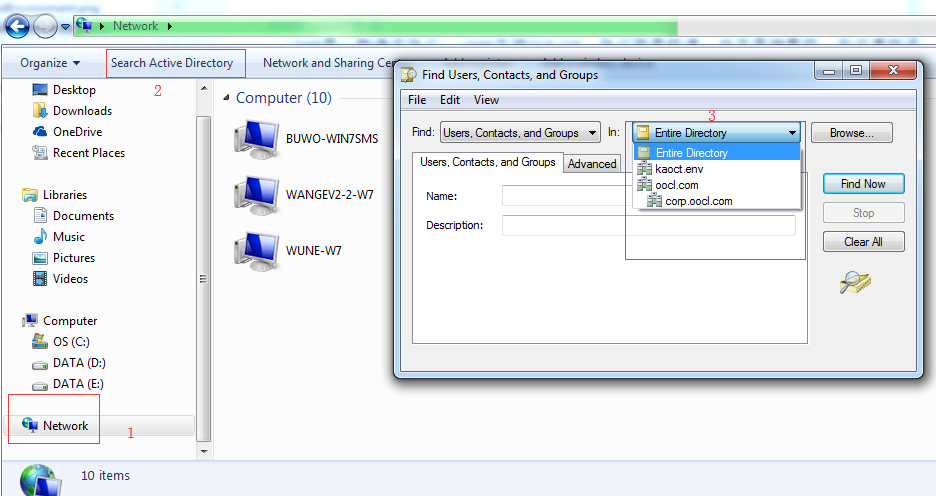 Network
Organize
Search Active Directory
Network and Sharing Cen
2
Desktop
Downloads
OneDrive
Recent Places
Libraries
Documents
Music
Pictures
Videos
Computer
OS (C:)
DATA (D:)
DATA (E:)
Network
1
Computer (10)
BUWO-WIN7SMS
WANGEV2-2-W7
WUNE-W7
Find Users, Contacts, and Groups
File Edit View
3
Find: Users, Contacts, and Groups In: Entire Directory Browse...
Entire Directory
kaoct.env
oocl.com
corp.oocl.com
Users, Contacts, and Groups Advanced
Name:
Description:
Find Now
Stop
Clear All
10 items